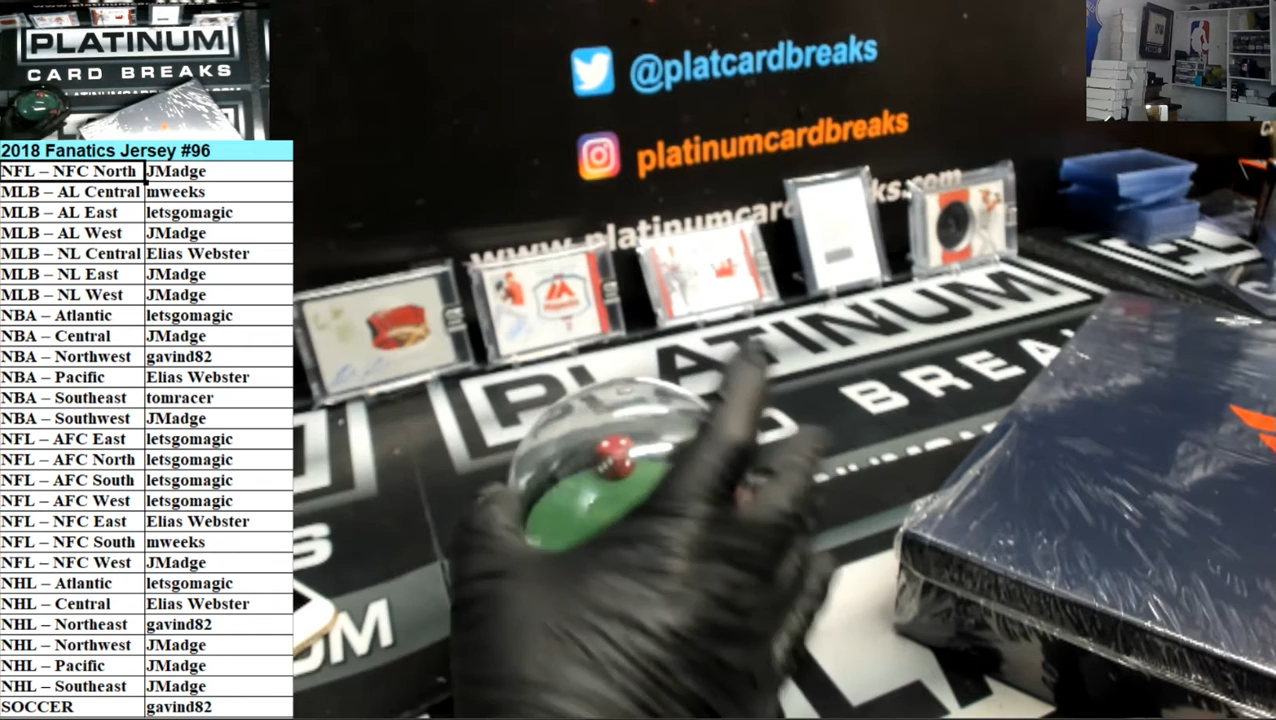 PLATINUM
CARD BREAKS
2018 Fanatics Jersey #96
NFL – NFC North JMadge
MLB – AL Central mweeks
MLB – AL East letsgomagic
MLB – AL West JMadge
MLB – NL Central Elias Webster
MLB – NL East JMadge
MLB – NL West JMadge
NBA – Atlantic letsgomagic
NBA – Central JMadge
NBA – Northwest gavind82
NBA – Pacific Elias Webster
NBA – Southeast tomracer
NBA – Southwest JMadge
NFL – AFC East letsgomagic
NFL – AFC North letsgomagic
NFL – AFC South letsgomagic
NFL – AFC West letsgomagic
NFL – NFC East Elias Webster
NFL – NFC South mweeks
NFL – NFC West JMadge
NHL – Atlantic letsgomagic
NHL – Central Elias Webster
NHL – Northeast gavind82
NHL – Northwest JMadge
NHL – Pacific JMadge
NHL – Southeast JMadge
SOCCER gavind82
@platcardbreaks
platinumcardbreaks
www.platinumcardbreaks.com
PLATINUM
BREA